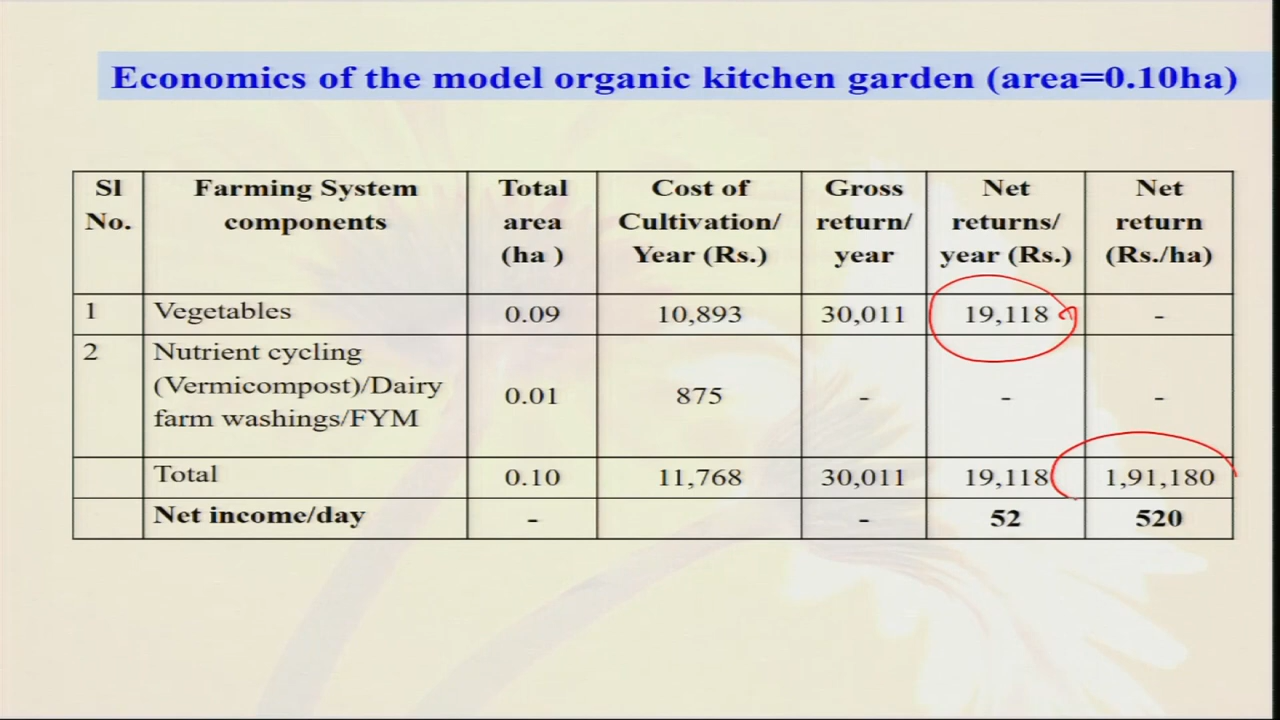 Economics of the model organic kitchen garden (area=0.10ha)
Sl No. Farming System components Total area (ha ) Cost of Cultivation/ Year (Rs.) Gross return/ year Net returns/ year (Rs.) Net return (Rs./ha)
1 Vegetables 0.09 10,893 30,011 19,118 -
2 Nutrient cycling (Vermicompost)/Dairy farm washings/FYM 0.01 875 - - -
Total 0.10 11,768 30,011 19,118 1,91,180
Net income/day - - 52 520